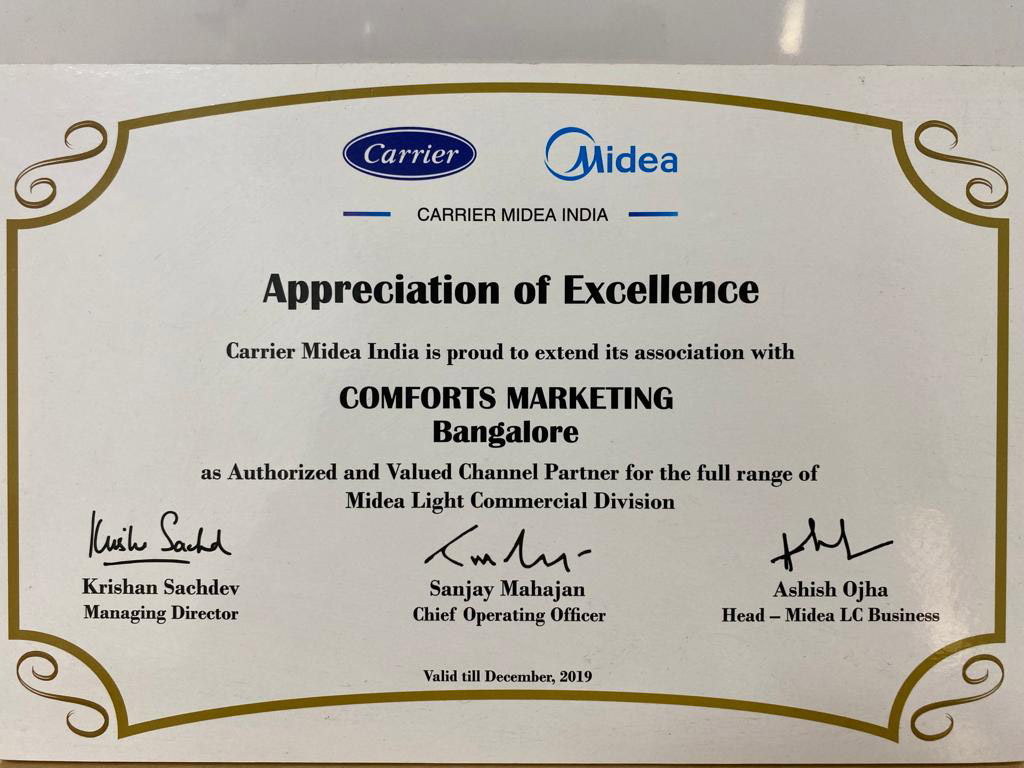 Carrier Midea
CARRIER MIDEA INDIA
Appreciation of Excellence
Carrier Midea India is proud to extend its association with
COMFORTS MARKETING
Bangalore
as Authorized and Valued Channel Partner for the full range of
Midea Light Commercial Division
Krishan Sachdev Sanjay Mahajan Ashish Ojha
Managing Director Chief Operating Officer Head – Midea LC Business
Valid till December, 2019